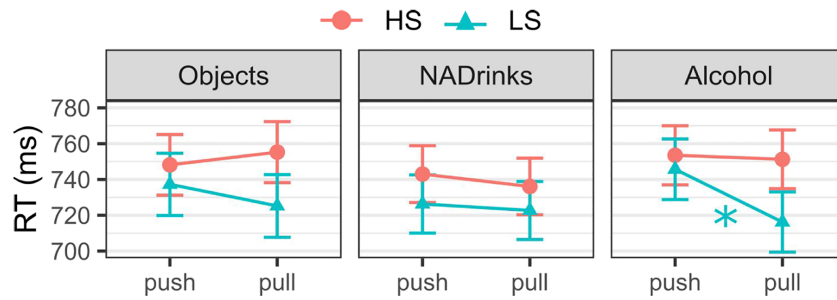 HS LS
Objects NADrinks Alcohol
780
760
740
720
700
RT (ms)
push pull push pull push pull
*